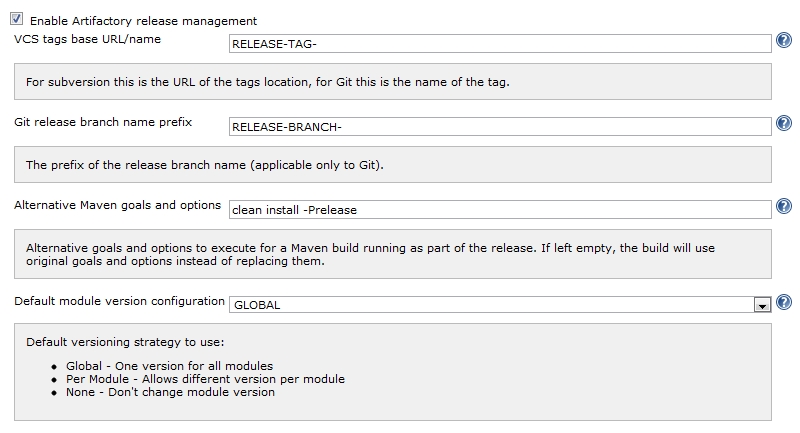 Enable Artifactory release management
VCS tags base URL/name
RELEASE-TAG-
For subversion this is the URL of the tags location, for Git this is the name of the tag.
Git release branch name prefix
RELEASE-BRANCH-
The prefix of the release branch name (applicable only to Git).
Alternative Maven goals and options
clean install -Prelease
Alternative goals and options to execute for a Maven build running as part of the release. If left empty, the build will use
original goals and options instead of replacing them.
Default module version configuration
GLOBAL
Default versioning strategy to use:
• Global - One version for all modules
• Per Module - Allows different version per module
• None - Don't change module version